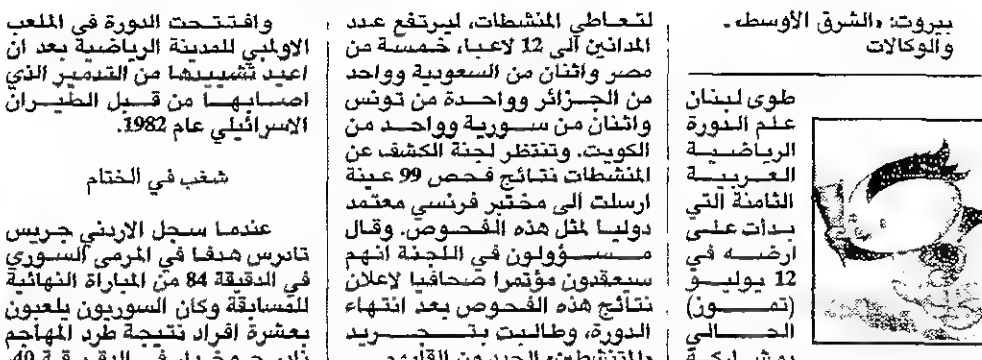 بيروت: «الشرق الأوسط» ـ
والوكالات
طوى لبنان
علم الدورة
الرياضية
العربية
الثامنة التي
بدأت على
ارضه في
12 يوليو
(تموز)
الحالي
بمشاركة
لتعاطي المنشطات، ليرتفع عدد
المدانين الى 12 لاعبا، خمسة من
مصر واثنان من السعودية وواحد
من الجزائر وواحدة من تونس
واثنان من سورية وواحد من
الكويت. وتنتظر لجنة الكشف عن
المنشطات نتائج فحص 99 عينة
ارسلت الى مختبر فرنسي معتمد
دوليا لمثل هذه الفحوص. وقال
مسؤولون في اللجنة انهم
سيعقدون مؤتمرا صحافيا لاعلان
نتائج هذه الفحوص بعد انتهاء
الدورة، وطالبت بتجريد
وافتتحت الدورة في الملعب
الاولمبي للمدينة الرياضية بعد ان
اعيد تشييدها من التدمير الذي
اصابها من قبل الطيران
الاسرائيلي عام 1982.
شغب في الختام
عندما سجل الاردني جريس
تادرس هدفا في المرمى السوري
في الدقيقة 84 من المباراة النهائية
للمسابقة وكان السوريون يلعبون
بعشرة افراد نتيجة طرد المهاجم
في الدقيقة 40